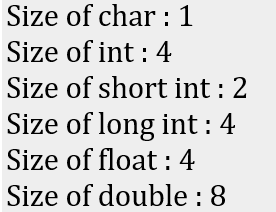 Size of char : 1
Size of int : 4
Size of short int : 2
Size of long int : 4
Size of float : 4
Size of double : 8